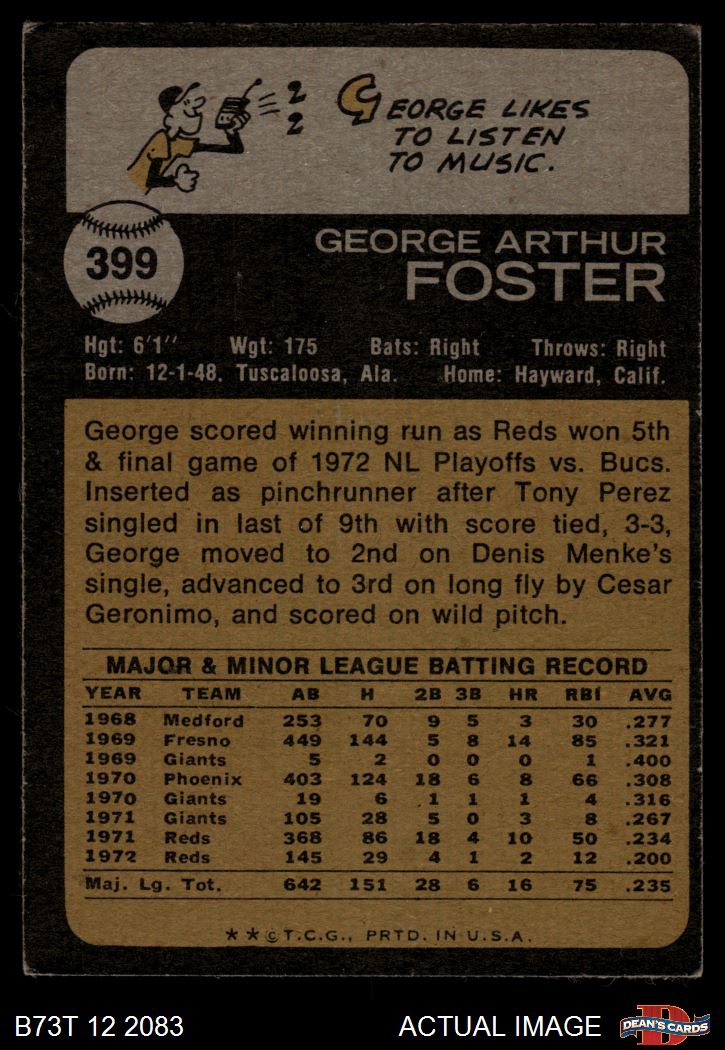 GEORGE LIKES
TO LISTEN
TO MUSIC.
399
GEORGE ARTHUR
FOSTER
Hgt: 6'1" Wgt: 175 Bats: Right Throws: Right
Born: 12-1-48, Tuscaloosa, Ala. Home: Hayward, Calif.
George scored winning run as Reds won 5th
& final game of 1972 NL Playoffs vs. Bucs.
Inserted as pinchrunner after Tony Perez
singled in last of 9th with score tied, 3-3,
George moved to 2nd on Denis Menke's
single, advanced to 3rd on long fly by Cesar
Geronimo, and scored on wild pitch.
MAJOR & MINOR LEAGUE BATTING RECORD
YEAR TEAM AB H 2B 3B HR RBI AVG
1968 Medford 253 70 9 5 3 30 .277
1969 Fresno 449 144 5 8 14 85 .321
1969 Giants 5 2 0 0 0 1 .400
1970 Phoenix 403 124 18 6 8 66 .308
1970 Giants 19 6 1 1 1 4 .316
1971 Giants 105 28 5 0 3 8 .267
1971 Reds 368 86 18 4 10 50 .234
1972 Reds 145 29 4 1 2 12 .200
Maj. Lg. Tot. 642 151 28 6 16 75 .235
**©T.C.G., PRTD. IN U.S.A.
B73T 12 2083 ACTUAL IMAGE D DEAN'S CARDS